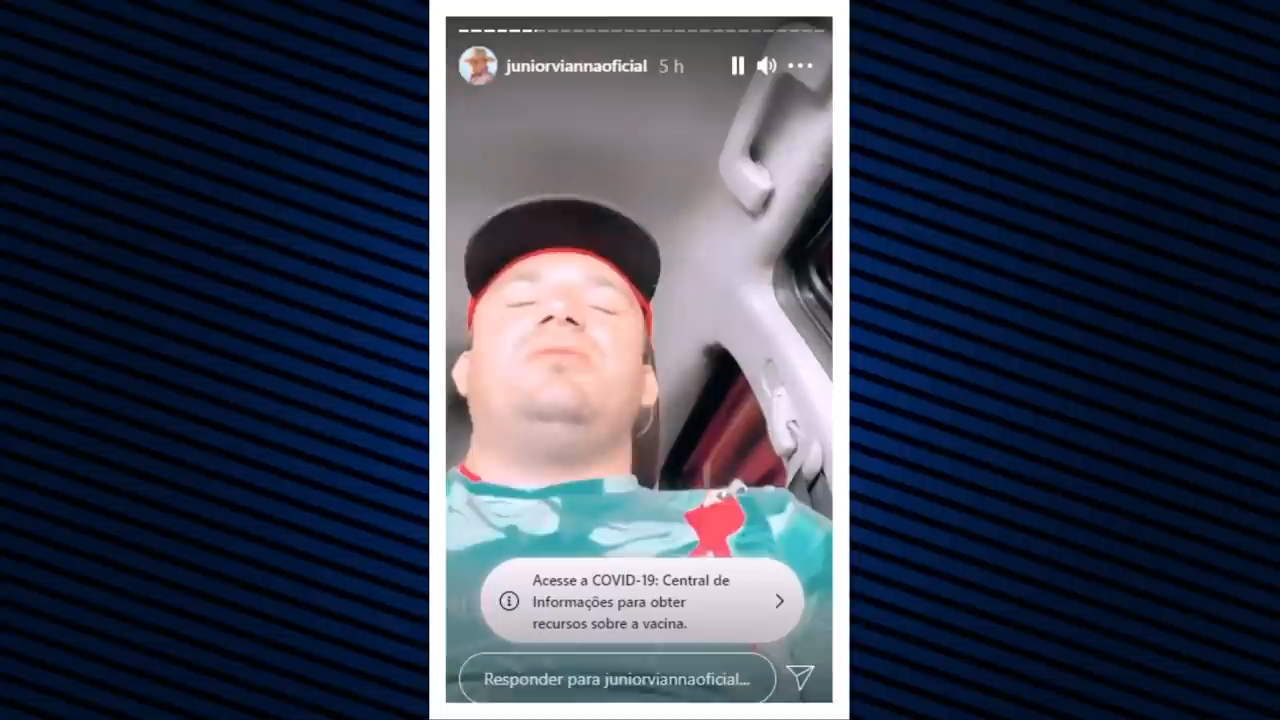 juniorviannaoficial 5 h
Acesse a COVID-19: Central de
Informações para obter
recursos sobre a vacina.
Responder para juniorviannaoficial...